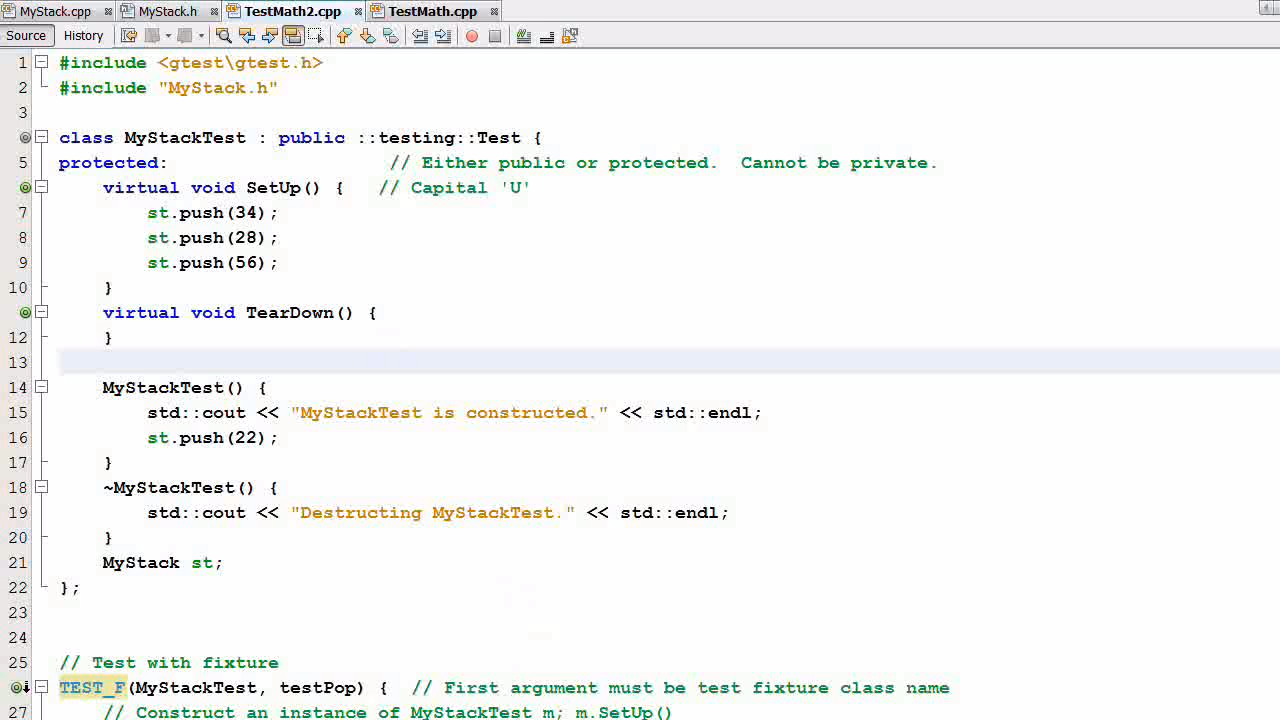 MyStack.cpp MyStack.h TestMath2.cpp TestMath.cpp
Source History
1 #include <gtest\gtest.h>
2 #include "MyStack.h"
3
class MyStackTest : public ::testing::Test {
5 protected: // Either public or protected. Cannot be private.
virtual void SetUp() { // Capital 'U'
7 st.push(34);
8 st.push(28);
9 st.push(56);
10 }
virtual void TearDown() {
12 }
13
14 MyStackTest() {
15 std::cout << "MyStackTest is constructed." << std::endl;
16 st.push(22);
17 }
18 ~MyStackTest() {
19 std::cout << "Destructing MyStackTest." << std::endl;
20 }
21 MyStack st;
22 };
23
24
25 // Test with fixture
TEST_F(MyStackTest, testPop) { // First argument must be test fixture class name
27 // Construct an instance of MyStackTest m; m.SetUp()